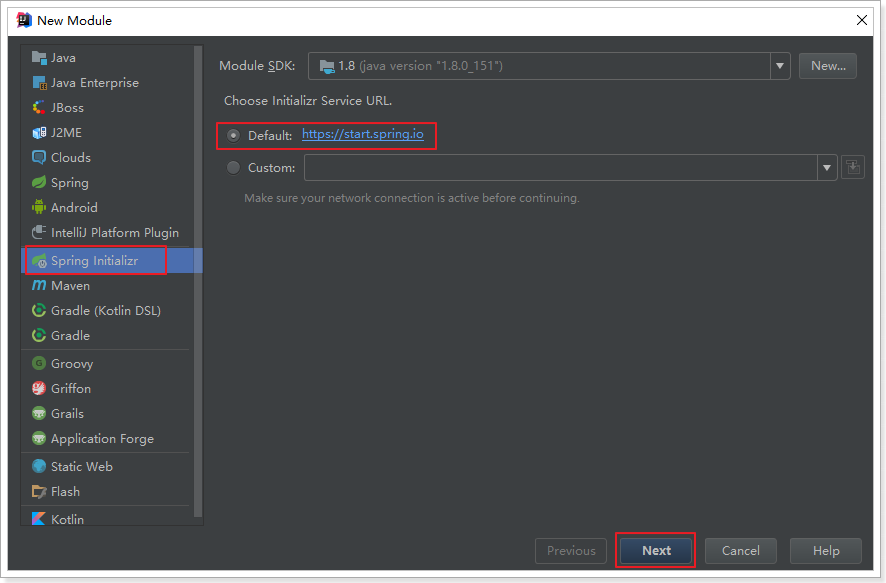 New Module
Java
Java Enterprise
JBoss
J2ME
Clouds
Spring
Android
IntelliJ Platform Plugin
Spring Initializr
Maven
Gradle (Kotlin DSL)
Gradle
Groovy
Griffon
Grails
Application Forge
Static Web
Flash
Kotlin
Module SDK: 1.8 (java version "1.8.0_151") New...
Choose Initializr Service URL.
Default: https://start.spring.io
Custom:
Make sure your network connection is active before continuing.
Previous Next Cancel Help